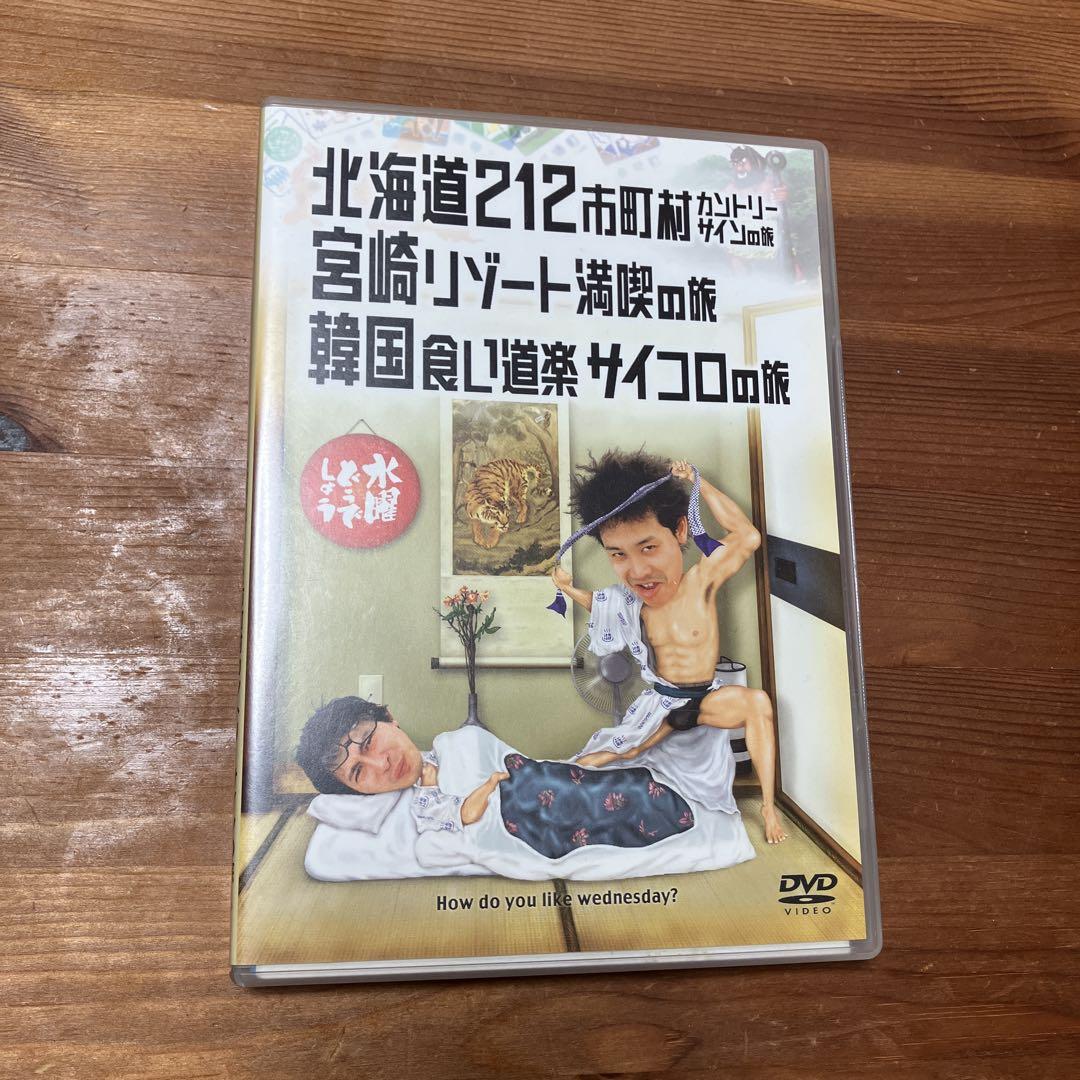 北海道212市町村カントリー
サインの旅
宮崎リゾート満喫の旅
韓国食い道楽サイコロの旅
水曜
どうで
しょう
How do you like wednesday?
DVD
VIDEO